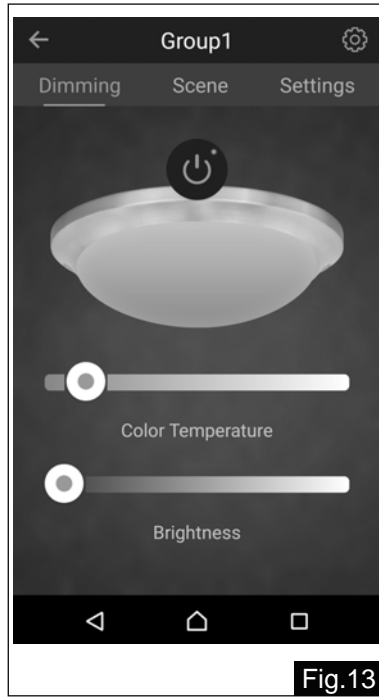 Group1
Dimming Scene Settings
Color Temperature
Brightness
Fig.13